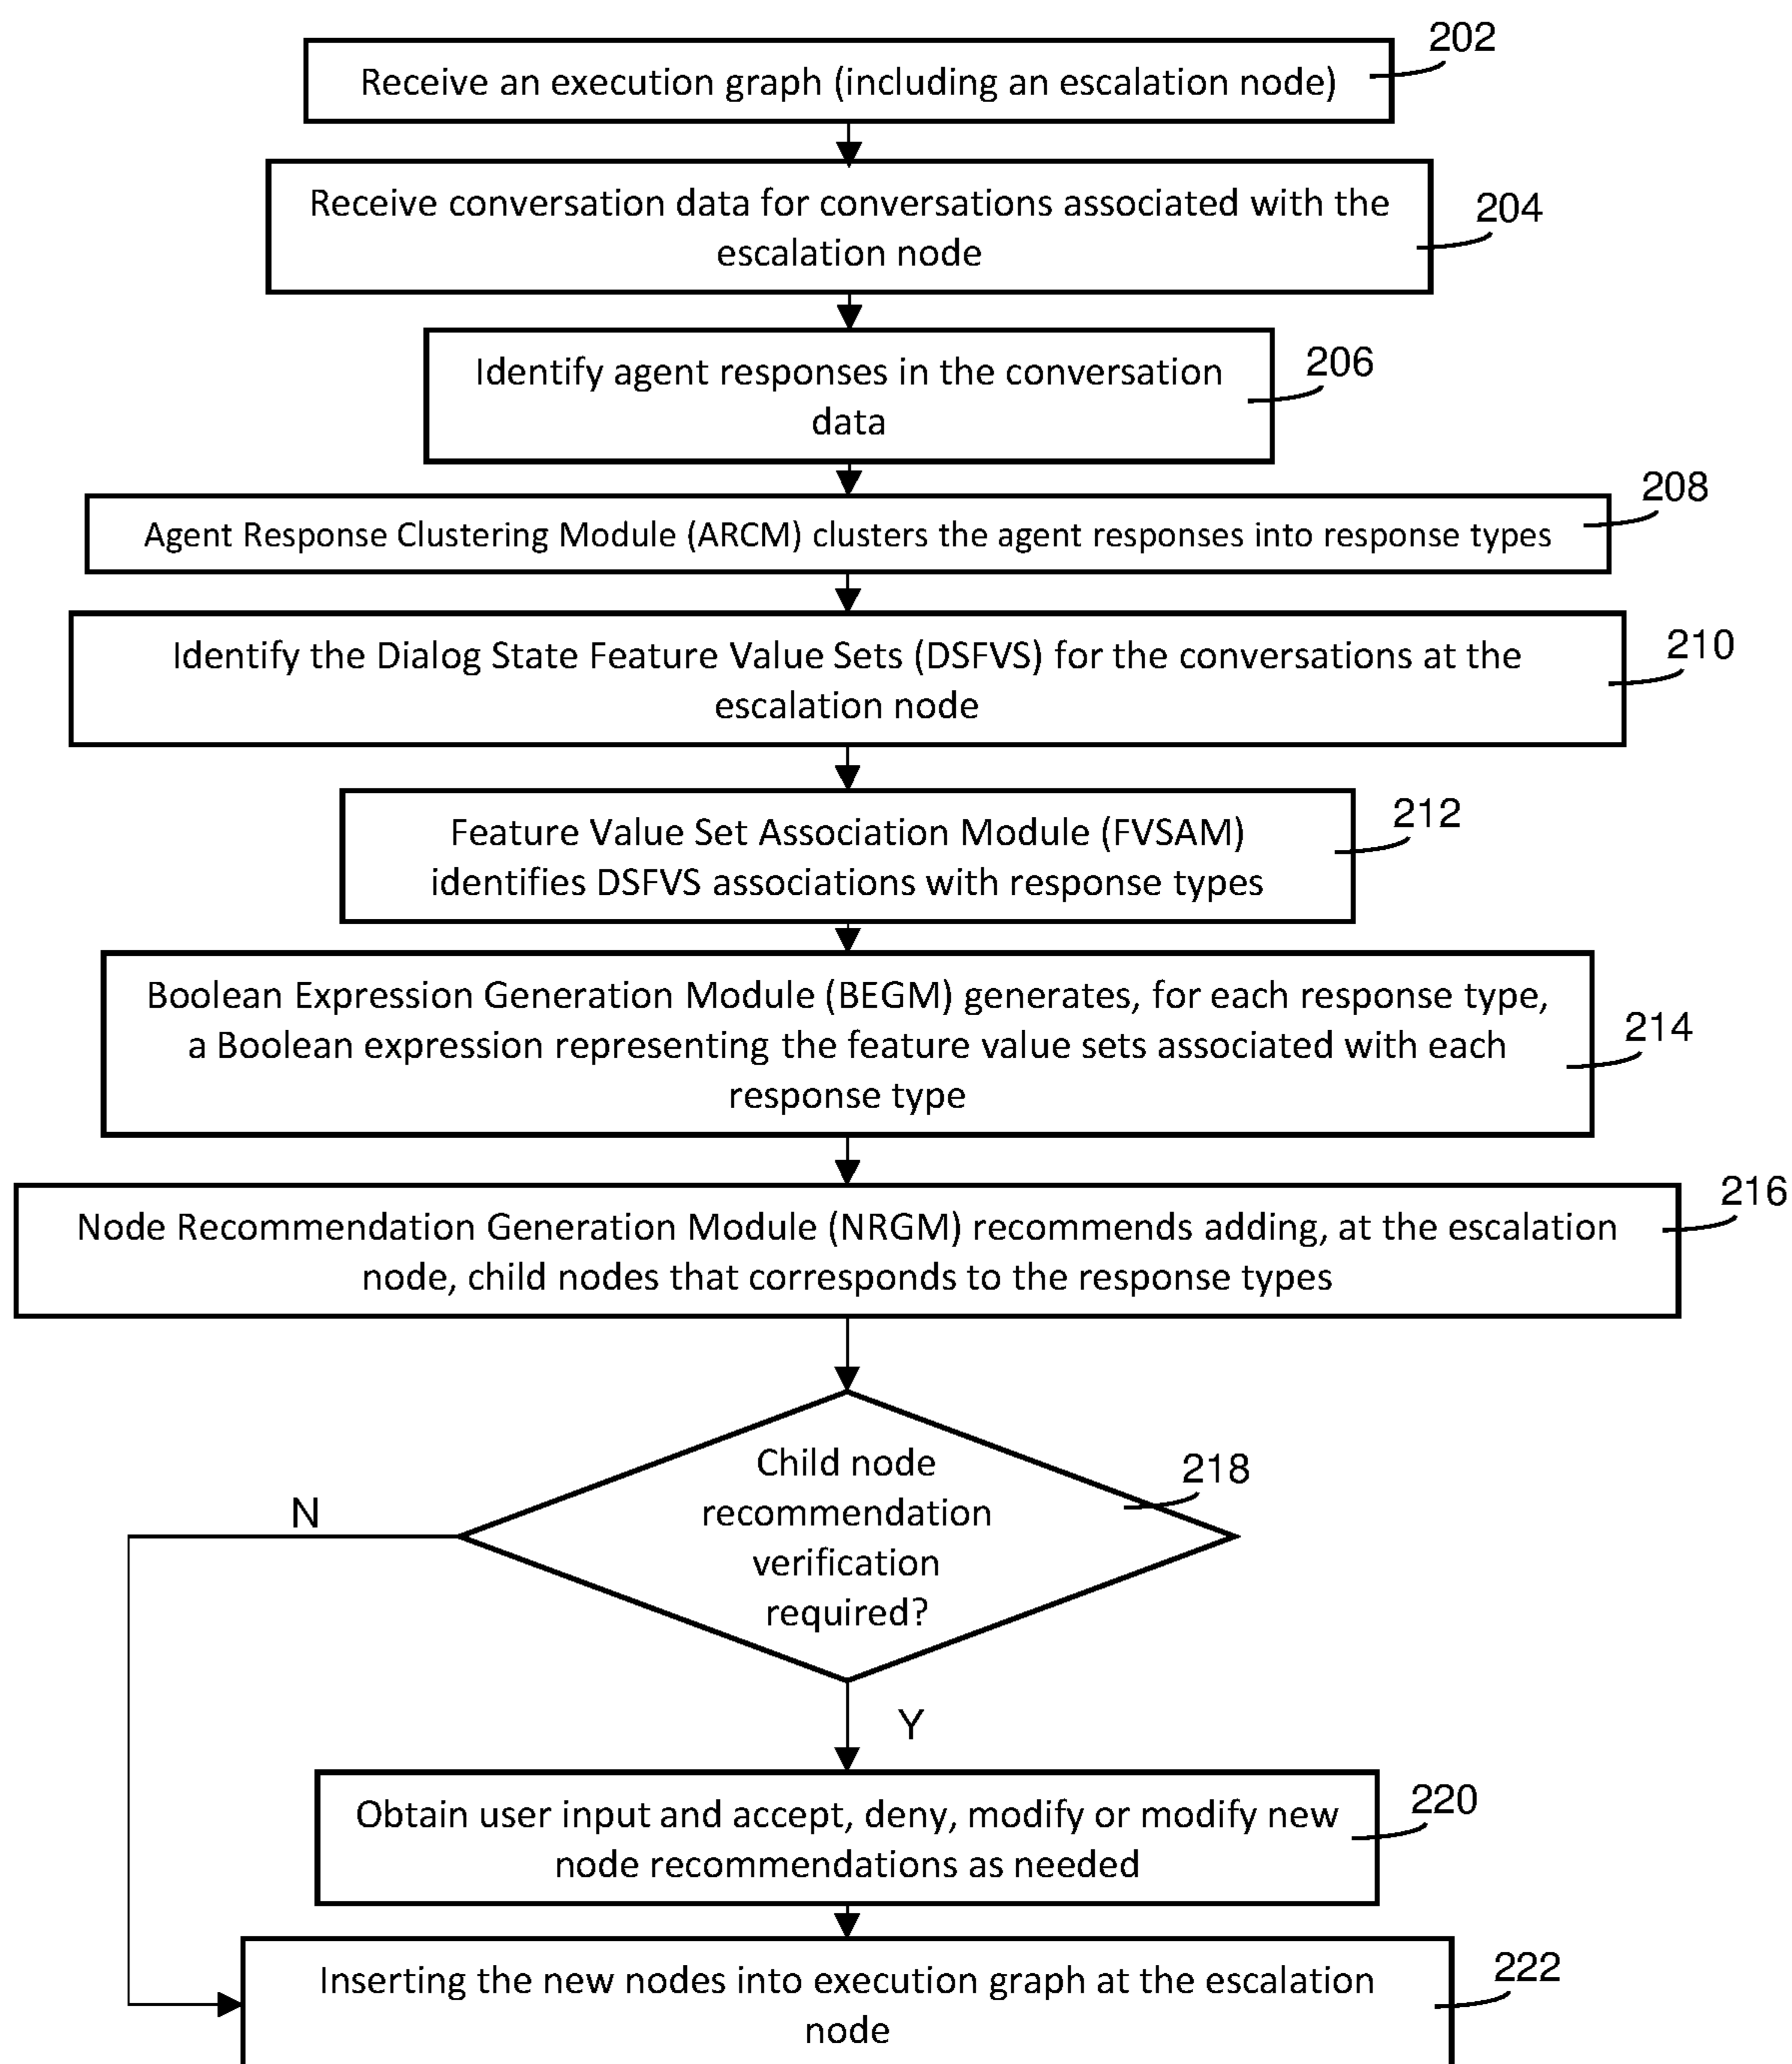 202
Receive an execution graph (including an escalation node)
204
Receive conversation data for conversations associated with the
escalation node
206
Identify agent responses in the conversation
data
208
Agent Response Clustering Module (ARCM) clusters the agent responses into response types
210
Identify the Dialog State Feature Value Sets (DSFVS) for the conversations at the
escalation node
212
Feature Value Set Association Module (FVSAM)
identifies DSFVS associations with response types
214
Boolean Expression Generation Module (BEGM) generates, for each response type,
a Boolean expression representing the feature value sets associated with each
response type
216
Node Recommendation Generation Module (NRGM) recommends adding, at the escalation
node, child nodes that corresponds to the response types
218
Child node
recommendation
verification
required?
N
Y
220
Obtain user input and accept, deny, modify or modify new
node recommendations as needed
222
Inserting the new nodes into execution graph at the escalation
node